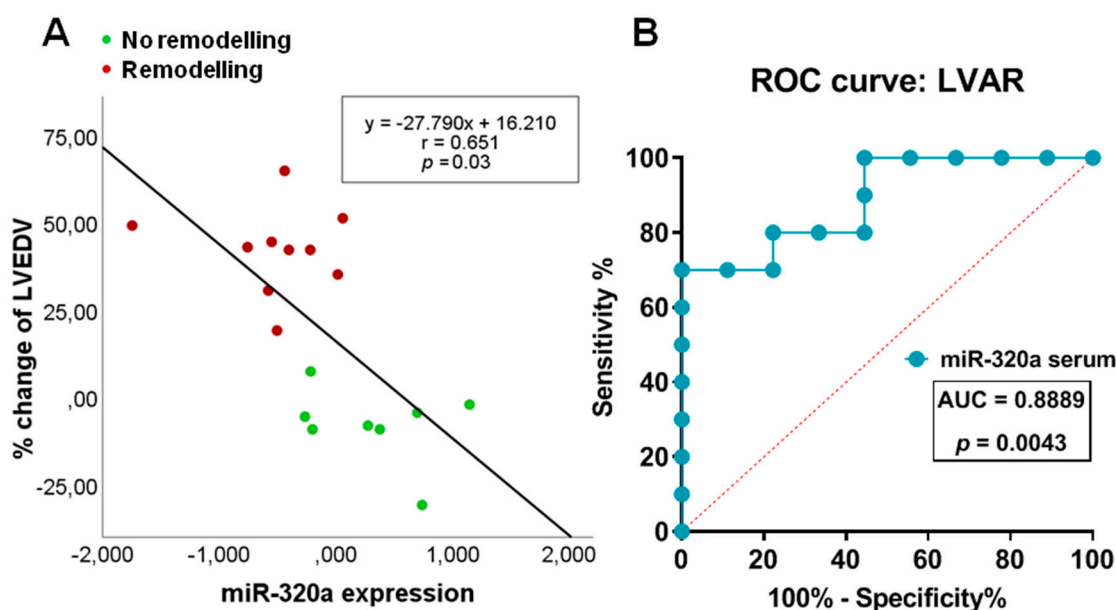 A
No remodelling
Remodelling
y = -27.790x + 16.210
r = 0.651
p = 0.03
% change of LVEDV
75,00
50,00
25,00
,00
-25,00
-2,000 -1,000 ,000 1,000 2,000
miR-320a expression
B
ROC curve: LVAR
Sensitivity %
100
80
60
40
20
0
miR-320a serum
AUC = 0.8889
p = 0.0043
0 20 40 60 80 100
100% - Specificity%